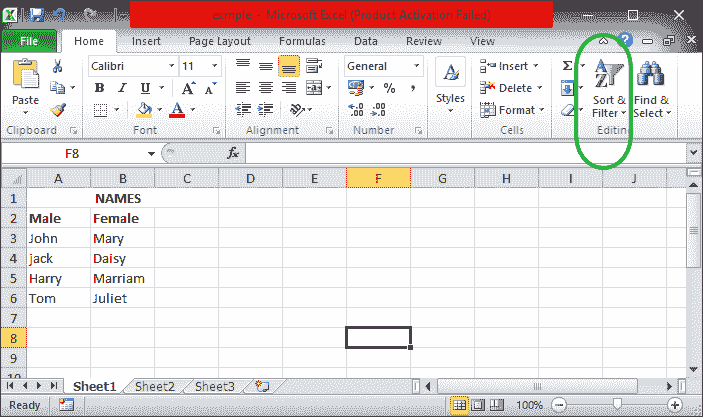 example - Microsoft Excel (Product Activation Failed)
File Home Insert Page Layout Formulas Data Review View
Calibri 11 General Σ Insert
Delete
Format
Paste Styles Sort & Filter Find & Select
Clipboard Font Alignment Number Cells Editing
F8 fx
A B C D E F G H I J
1 NAMES
2 Male Female
3 John Mary
4 jack Daisy
5 Harry Marriam
6 Tom Juliet
7
8
9
10
Sheet1 Sheet2 Sheet3
Ready 100%